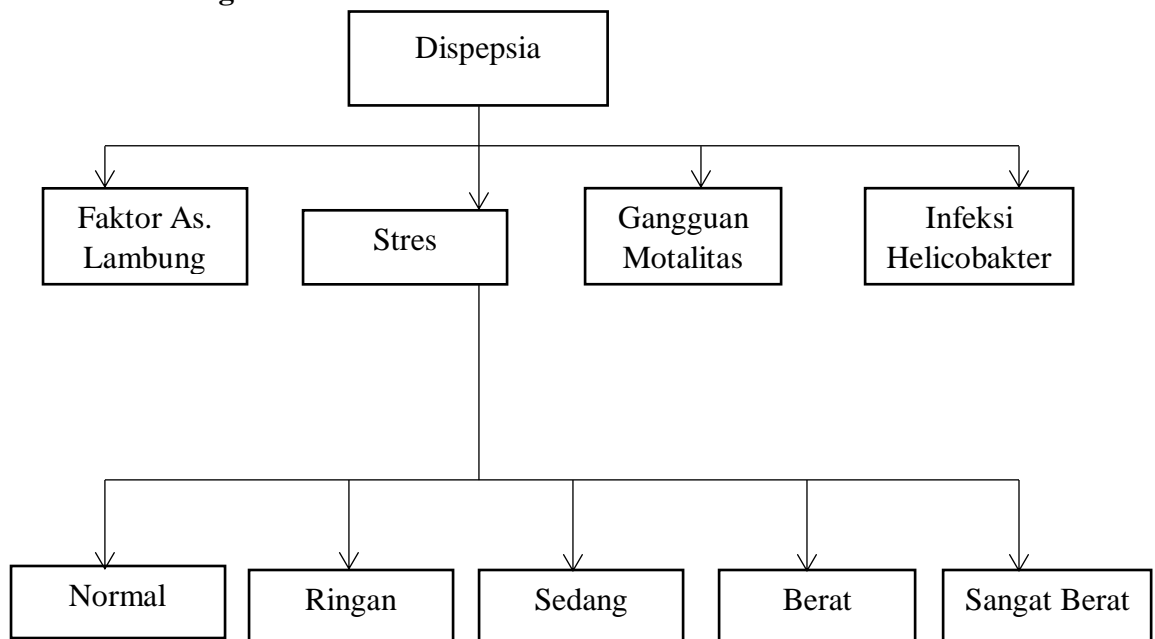 Dispepsia
Faktor As.
Lambung
Stres
Gangguan
Motalitas
Infeksi
Helicobakter
Normal
Ringan
Sedang
Berat
Sangat Berat